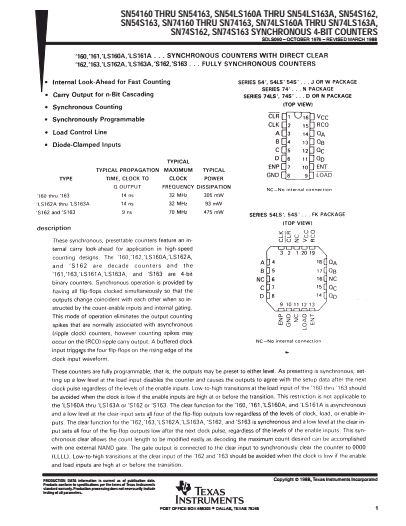 SN54160 THRU SN54163, SN54LS160A THRU SN54LS163A, SN54S162,
SN54S163, SN74160 THRU SN74163, SN74LS160A THRU SN74LS163A,
SN74S162, SN74S163 SYNCHRONOUS 4-BIT COUNTERS
SDLS060 – OCTOBER 1976 – REVISED MARCH 1988
'160,'161,'LS160A,'LS161A . . . SYNCHRONOUS COUNTERS WITH DIRECT CLEAR
'162,'163,'LS162A,'LS163A,'S162,'S163 . . . FULLY SYNCHRONOUS COUNTERS
• Internal Look-Ahead for Fast Counting
• Carry Output for n-Bit Cascading
• Synchronous Counting
• Synchronously Programmable
• Load Control Line
• Diode-Clamped Inputs
SERIES 54', 54LS' 54S' . . . J OR W PACKAGE
SERIES 74' . . . N PACKAGE
SERIES 74LS', 74S' . . . D OR N PACKAGE
(TOP VIEW)
CLR 1 16 VCC
CLK 2 15 RCO
A 3 14 QA
B 4 13 QB
C 5 12 QC
D 6 11 QD
ENP 7 10 ENT
GND 8 9 LOAD
NC—No internal connection
TYPICAL
TYPICAL PROPAGATION MAXIMUM TYPICAL
TYPE TIME, CLOCK TO CLOCK POWER
Q OUTPUT FREQUENCY DISSIPATION
'160 thru '163 14 ns 32 MHz 305 mW
'LS162A thru 'LS163A 14 ns 32 MHz 93 mW
'S162 and 'S163 9 ns 70 MHz 475 mW
SERIES 54LS', 54S' . . . FK PACKAGE
(TOP VIEW)
CLK CLR NC VCC RCO
3 2 1 20 19
A 4 18 QA
B 5 17 QB
NC 6 16 NC
C 7 15 QC
D 8 14 QD
9 10 11 12 13
ENP GND NC LOAD ENT
NC—No internal connection
description
These synchronous, presettable counters feature an in-
ternal carry look-ahead for application in high-speed
counting designs. The '160,'162,'LS160A,'LS162A,
and 'S162 are decade counters and the
'161,'163,'LS161A,'LS163A, and 'S163 are 4-bit
binary counters. Synchronous operation is provided by
having all flip-flops clocked simultaneously so that the
outputs change coincident with each other when so in-
structed by the count-enable inputs and internal gating.
This mode of operation eliminates the output counting
spikes that are normally associated with asynchronous
(ripple clock) counters, however counting spikes may
occur on the (RCO) ripple carry output. A buffered clock
input triggers the four flip-flops on the rising edge of the
clock input waveform.
These counters are fully programmable; that is, the outputs may be preset to either level. As presetting is synchronous, set-
ting up a low level at the load input disables the counter and causes the outputs to agree with the setup data after the next
clock pulse regardless of the levels of the enable inputs. Low-to-high transitions at the load input of the '160 thru '163 should
be avoided when the clock is low if the enable inputs are high at or before the transition. This restriction is not applicable to
the 'LS160A thru 'LS163A or 'S162 or 'S163. The clear function for the '160, '161,'LS160A, and 'LS161A is asynchronous
and a low level at the clear input sets all four of the flip-flop outputs low regardless of the levels of clock, load, or enable in-
puts. The clear function for the '162,'163,'LS162A,'LS163A, 'S162, and 'S163 is synchronous and a low level at the clear in-
put sets all four of the flip-flop outputs low after the next clock pulse, regardless of the levels of the enable inputs. This syn-
chronous clear allows the count length to be modified easily as decoding the maximum count desired can be accomplished
with one external NAND gate. The gate output is connected to the clear input to synchronously clear the counter to 0000
(LLLL). Low-to-high transitions at the clear input of the '162 and '163 should be avoided when the clock is low if the enable
and load inputs are high at or before the transition.
PRODUCTION DATA information is current as of publication date.
Products conform to specifications per the terms of Texas Instruments
standard warranty. Production processing does not necessarily include
testing of all parameters.
Copyright © 1988, Texas Instruments Incorporated
TEXAS
INSTRUMENTS
POST OFFICE BOX 655303 • DALLAS, TEXAS 75265
1